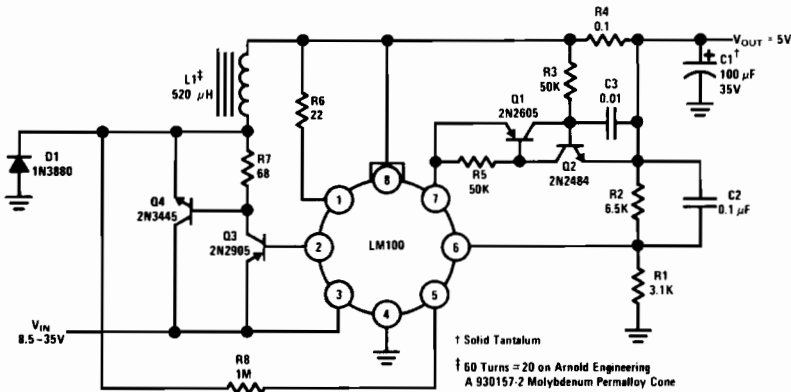 R4
0.1
V_OUT = 5V
L1‡
520 μH
R6
22
R3
50K
C3
0.01
C1†
+
100 μF
35V
Q1
2N2605
D1
1N3880
R7
68
Q4
2N3445
Q3
2N2905
R5
50K
Q2
2N2484
R2
6.5K
C2
0.1 μF
8
1
7
2
LM100
6
3
5
4
R1
3.1K
V_IN
8.5–35V
R8
1M
† Solid Tantalum
‡ 60 Turns = 20 on Arnold Engineering
A 930157-2 Molybdenum Permalloy Cone